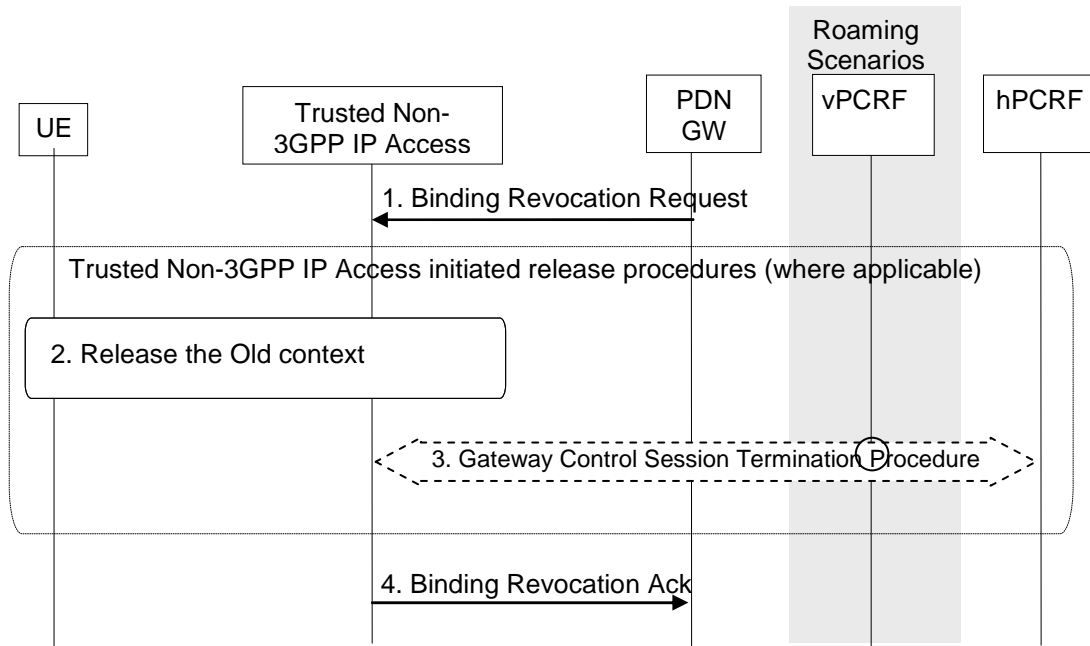 Roaming
Scenarios
UE
Trusted Non-
3GPP IP Access
PDN
GW
vPCRF
hPCRF
1. Binding Revocation Request
Trusted Non-3GPP IP Access initiated release procedures (where applicable)
2. Release the Old context
3. Gateway Control Session Termination Procedure
4. Binding Revocation Ack